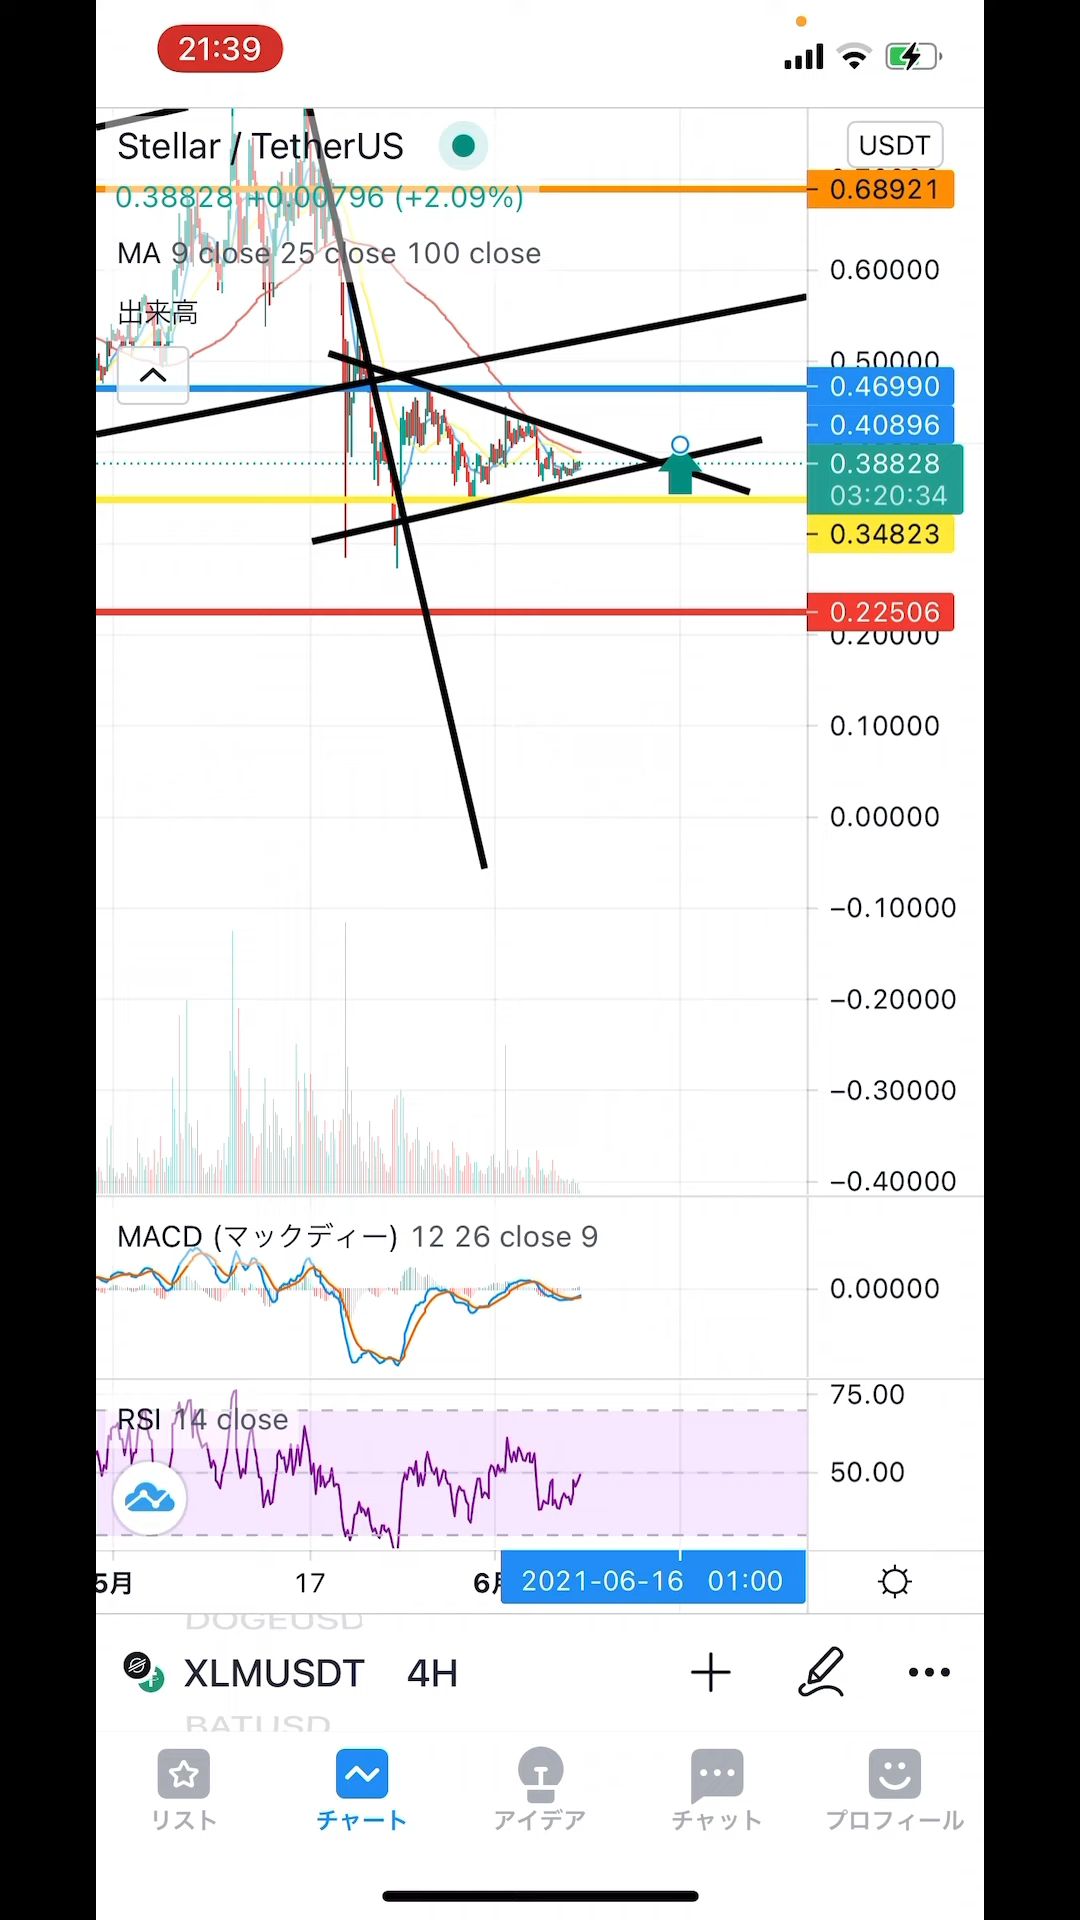 21:39
Stellar / TetherUS
USDT
0.68921
0.38828 +0.00796 (+2.09%)
MA 9 close 25 close 100 close
0.60000
出来高
0.50000
0.46990
0.40896
0.38828
03:20:34
0.34823
0.22506
0.20000
0.10000
0.00000
−0.10000
−0.20000
−0.30000
−0.40000
MACD (マックディー) 12 26 close 9
0.00000
75.00
RSI 14 close
50.00
5月 17 6月 2021-06-16 01:00
DOGEUSD
XLMUSDT 4H
BATUSD
リスト チャート アイデア チャット プロフィール